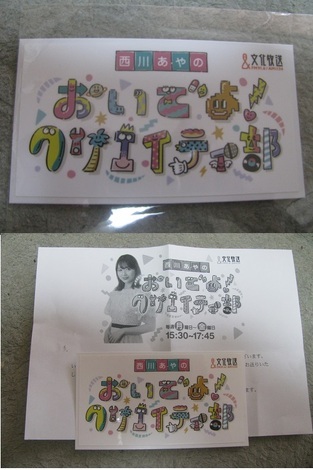 西川あやの
文化放送
おいでよ!
クリエイティブ部
西川あやの
文化放送
おいでよ!
クリエイティブ部
毎週月曜日~金曜日
15:30~17:45
西川あやの
文化放送
おいでよ!
クリエイティブ部